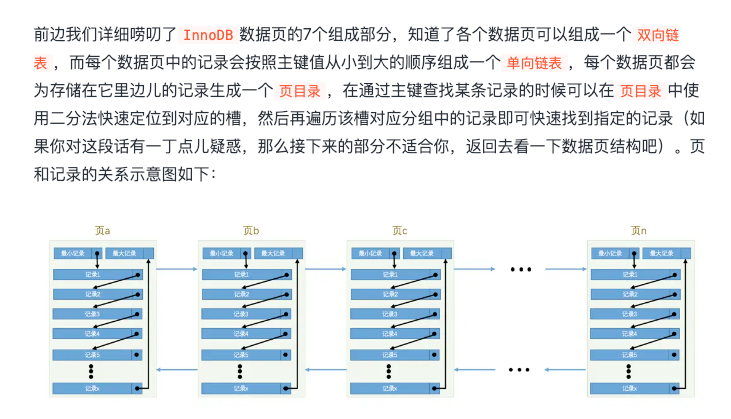 前边我们详细唠叨了 InnoDB 数据页的7个组成部分，知道了各个数据页可以组成一个 双向链
表 ，而每个数据页中的记录会按照主键值从小到大的顺序组成一个 单向链表 ，每个数据页都会
为存储在它里边儿的记录生成一个 页目录 ，在通过主键查找某条记录的时候可以在 页目录 中使
用二分法快速定位到对应的槽，然后再遍历该槽对应分组中的记录即可快速找到指定的记录（如
果你对这段话有一丁点儿疑惑，那么接下来的部分不适合你，返回去看一下数据页结构吧）。页
和记录的关系示意图如下：
页a 页b 页c 页n
最小记录 最大记录 最小记录 最大记录 最小记录 最大记录 最小记录 最大记录
记录1 记录1 记录1 记录1
记录2 记录2 记录2 记录2
记录3 记录3 记录3 记录3
记录4 记录4 记录4 记录4
记录5 记录5 记录5 记录5
记录x 记录x 记录x 记录x